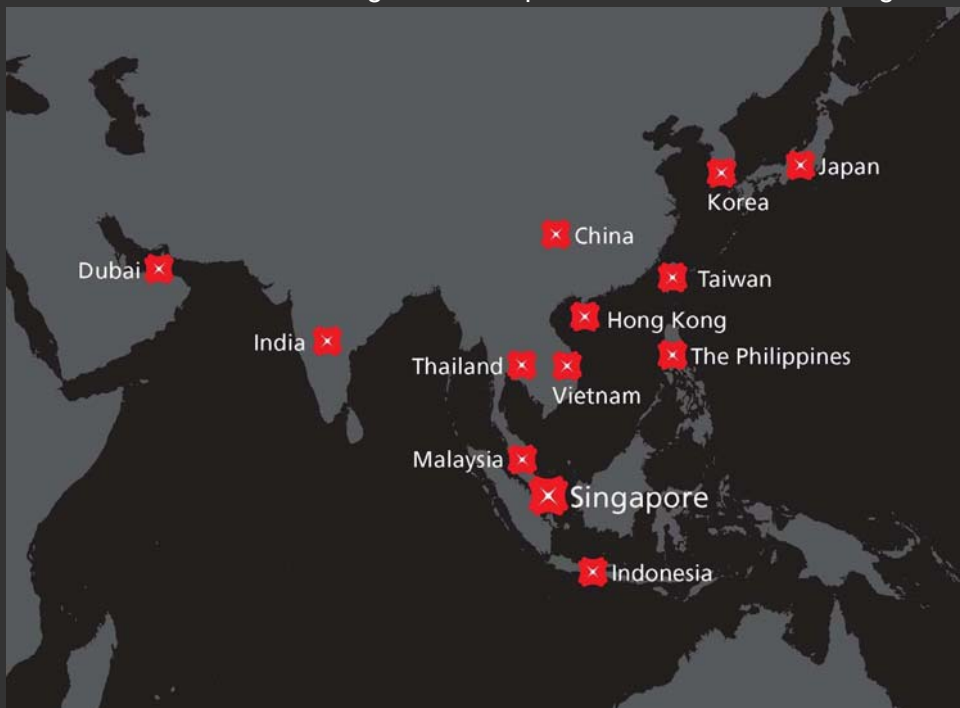 Japan
Korea
China
Dubai
Taiwan
Hong Kong
India
The Philippines
Thailand
Vietnam
Malaysia
Singapore
Indonesia